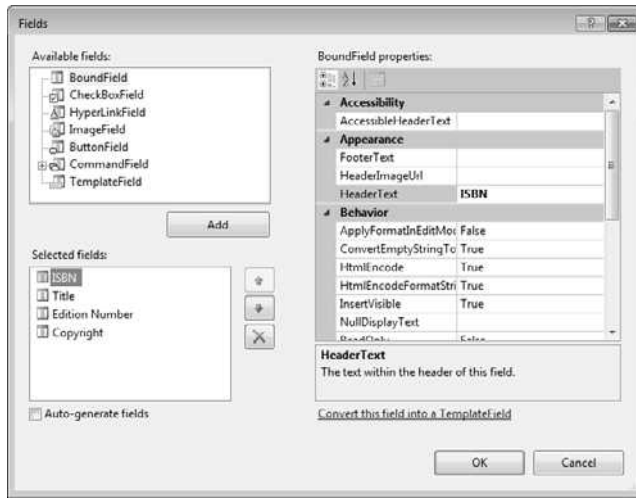 Fields
Available fields:
BoundField
CheckBoxField
HyperLinkField
ImageField
ButtonField
CommandField
TemplateField
Add
Selected fields:
ISBN
Title
Edition Number
Copyright
Auto-generate fields
BoundField properties:
Accessibility
AccessibleHeaderText
Appearance
FooterText
HeaderImageUrl
HeaderText ISBN
Behavior
ApplyFormatInEditMo False
ConvertEmptyStringTo True
HtmlEncode True
HtmlEncodeFormatStri True
InsertVisible True
NullDisplayText
ReadOnly False
HeaderText
The text within the header of this field.
Convert this field into a TemplateField
OK Cancel